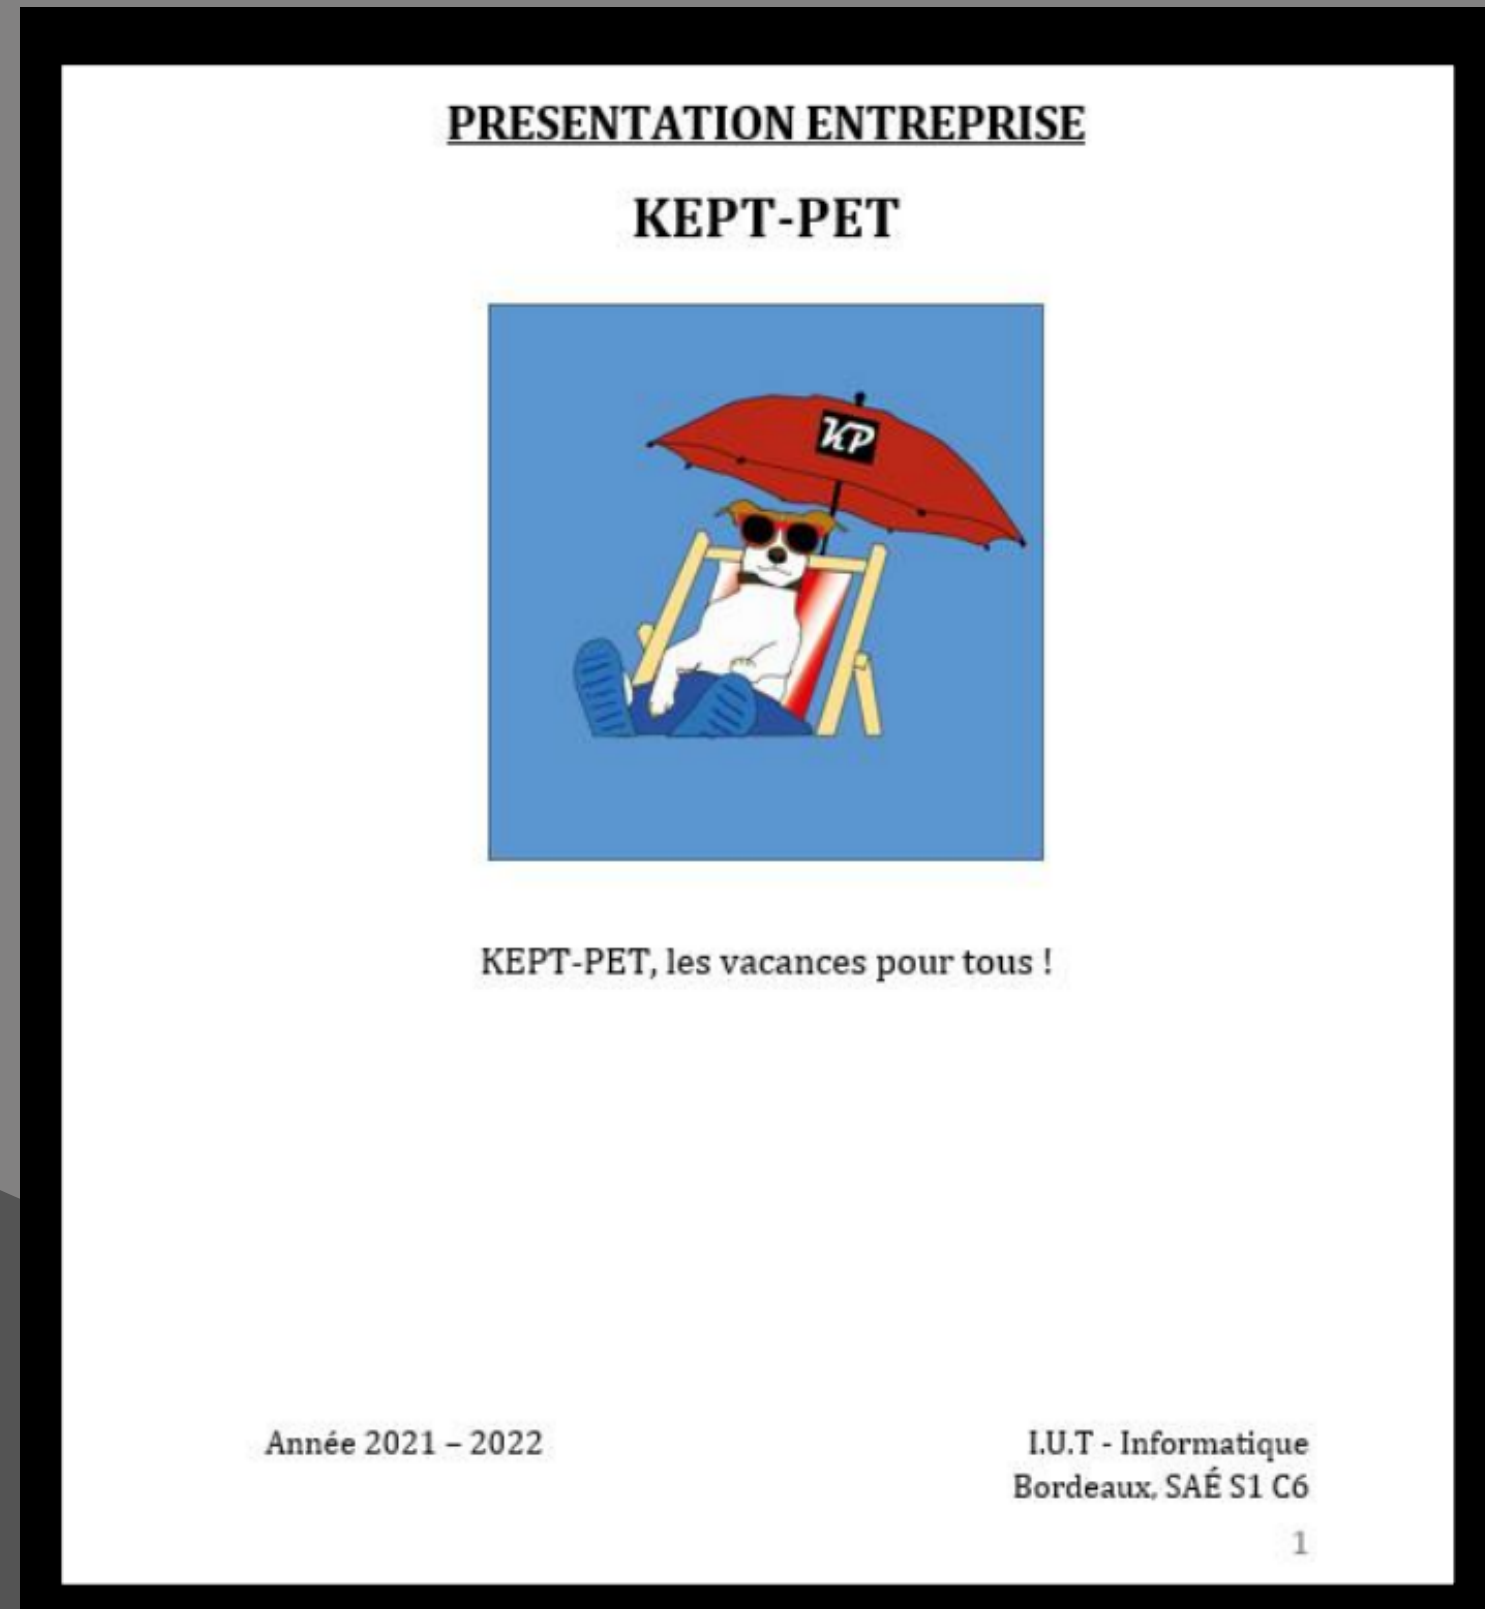 PRESENTATION ENTREPRISE
KEPT-PET
KP
KEPT-PET, les vacances pour tous !
Année 2021 – 2022
I.U.T - Informatique
Bordeaux, SAÉ S1 C6
1